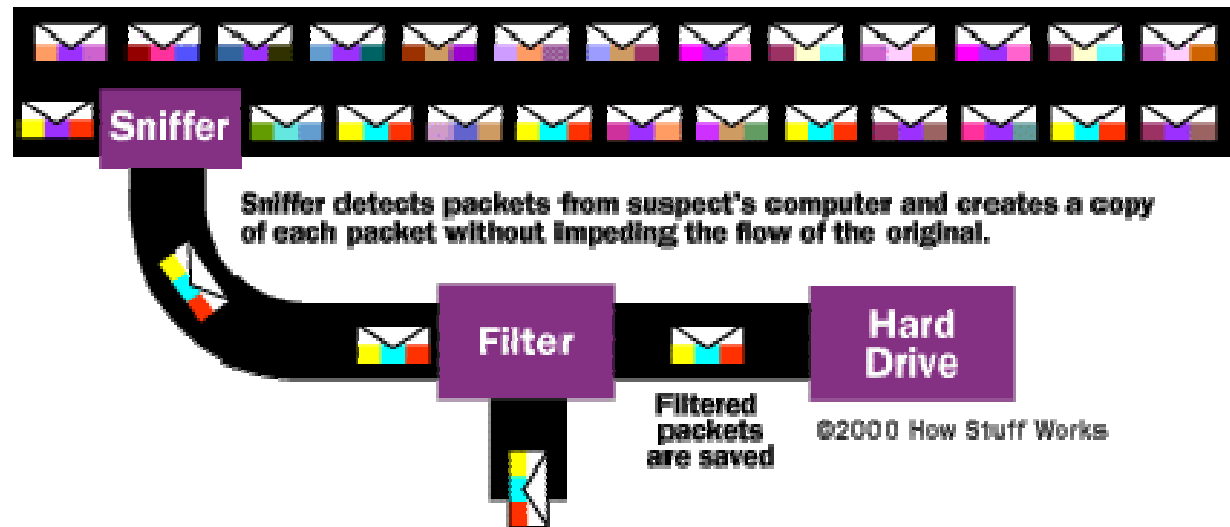 Sniffer
Sniffer detects packets from suspect's computer and creates a copy
of each packet without impeding the flow of the original.
Filter
Hard
Drive
Filtered
packets
are saved
©2000 How Stuff Works